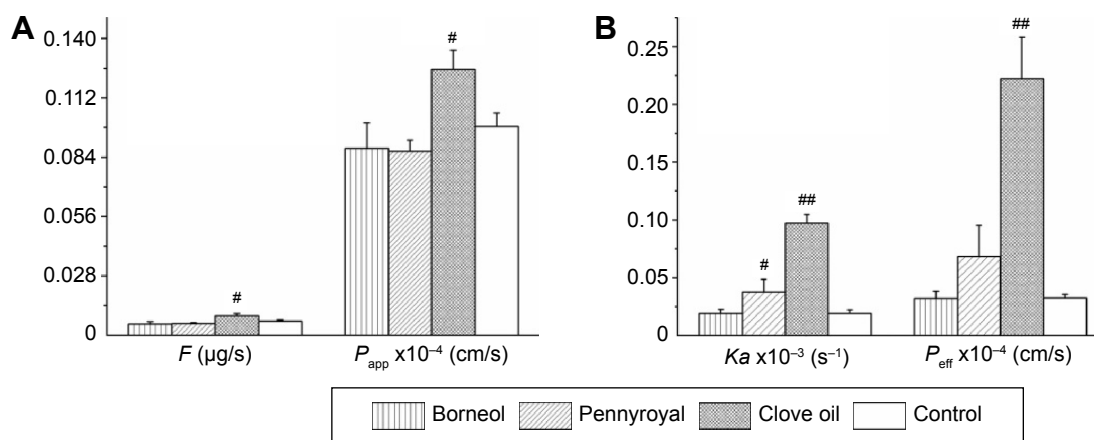 A
0.140
0.112
0.084
0.056
0.028
0
#
#
F (μg/s)
P_app x10⁻⁴ (cm/s)
B
0.25
0.20
0.15
0.10
0.05
0
#
##
##
Ka x10⁻³ (s⁻¹)
P_eff x10⁻⁴ (cm/s)
Borneol Pennyroyal Clove oil Control